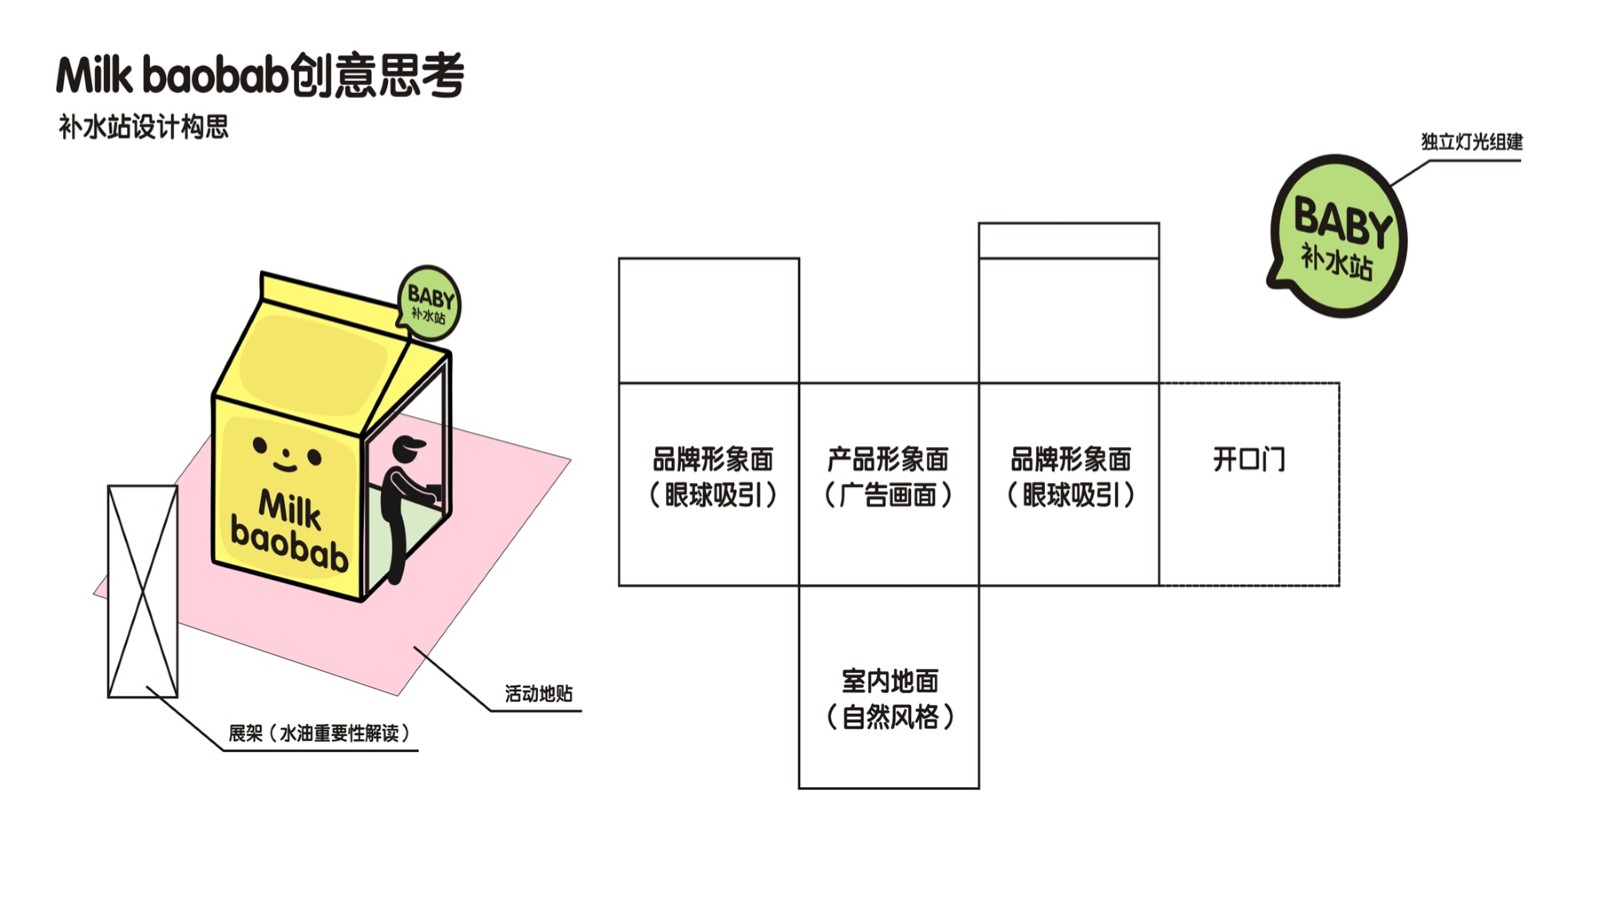 Milk baobab创意思考
补水站设计构思
独立灯光组建
BABY
补水站
BABY
补水站
Milk
baobab
品牌形象面
（眼球吸引）
产品形象面
（广告画面）
品牌形象面
（眼球吸引）
开口门
室内地面
（自然风格）
活动地贴
展架（水油重要性解读）